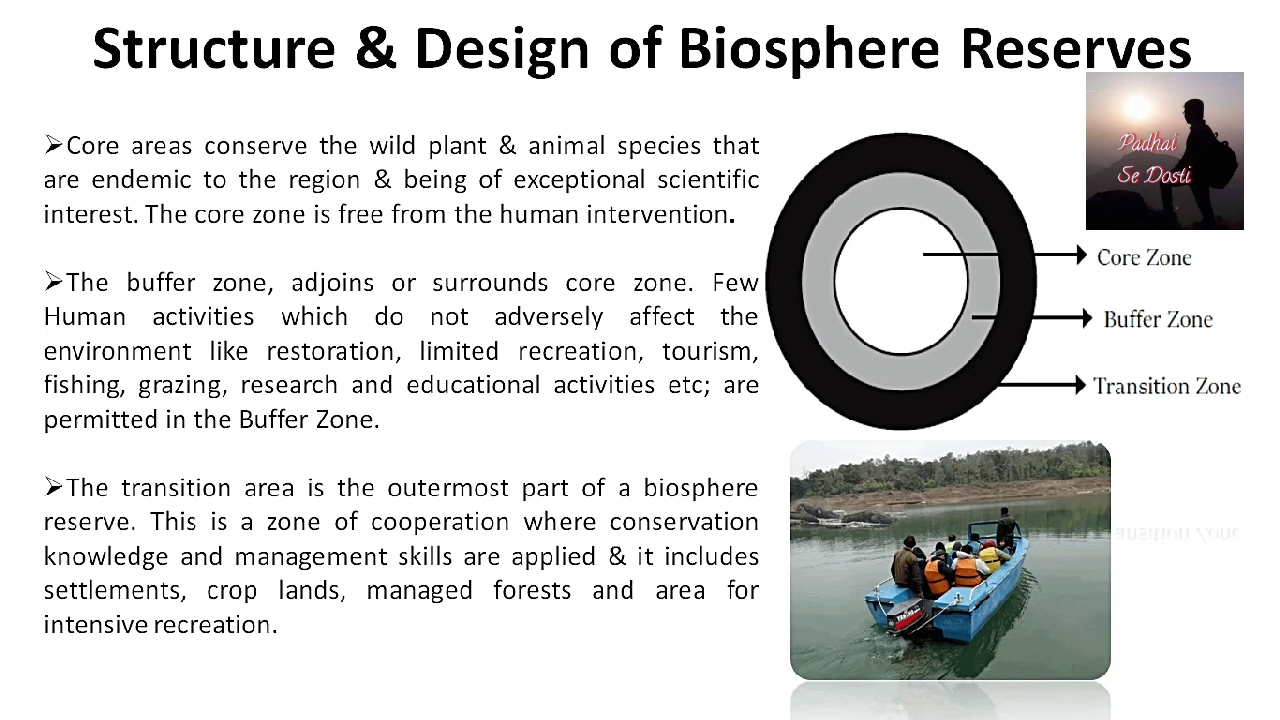 Structure & Design of Biosphere Reserves
➢Core areas conserve the wild plant & animal species that
are endemic to the region & being of exceptional scientific
interest. The core zone is free from the human intervention.
➢The buffer zone, adjoins or surrounds core zone. Few
Human activities which do not adversely affect the
environment like restoration, limited recreation, tourism,
fishing, grazing, research and educational activities etc; are
permitted in the Buffer Zone.
➢The transition area is the outermost part of a biosphere
reserve. This is a zone of cooperation where conservation
knowledge and management skills are applied & it includes
settlements, crop lands, managed forests and area for
intensive recreation.
Padhai
Se Dosti
Core Zone
Buffer Zone
Transition Zone